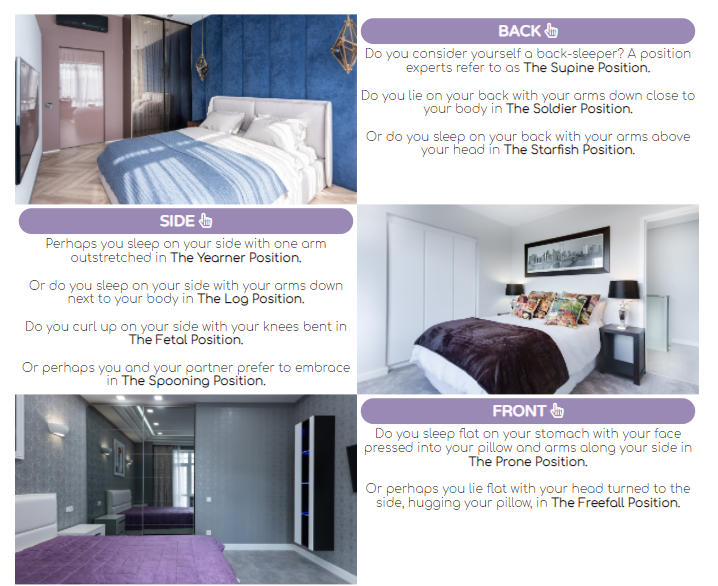 BACK
Do you consider yourself a back-sleeper? A position
experts refer to as The Supine Position.
Do you lie on your back with your arms down close to
your body in The Soldier Position.
Or do you sleep on your back with your arms above
your head in The Starfish Position.
SIDE
Perhaps you sleep on your side with one arm
outstretched in The Yearner Position.
Or do you sleep on your side with your arms down
next to your body in The Log Position.
Do you curl up on your side with your knees bent in
The Fetal Position.
Or perhaps you and your partner prefer to embrace
in The Spooning Position.
FRONT
Do you sleep flat on your stomach with your face
pressed into your pillow and arms along your side in
The Prone Position.
Or perhaps you lie flat with your head turned to the
side, hugging your pillow, in The Freefall Position.